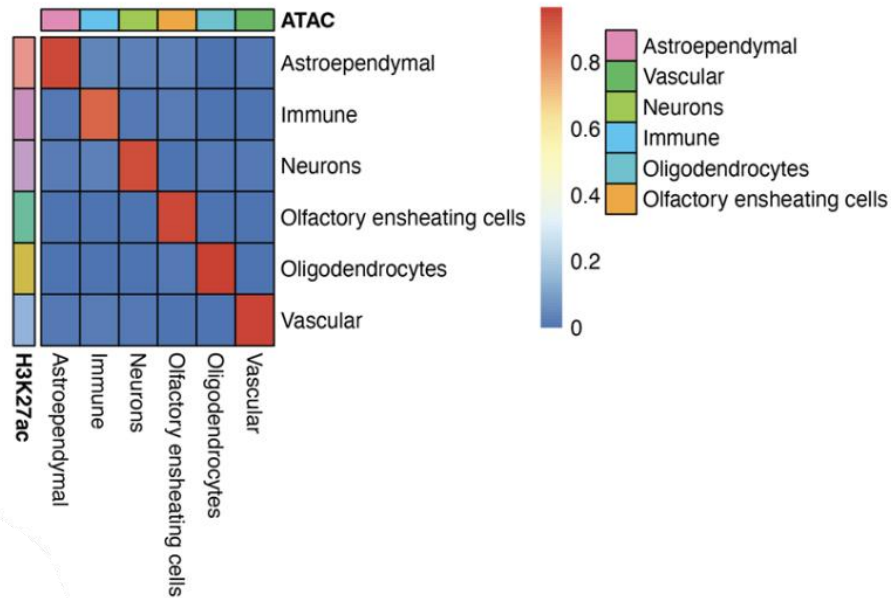 ATAC
Astroependymal
Immune
Neurons
Olfactory ensheating cells
Oligodendrocytes
Vascular
H3K27ac
Astroependymal
Immune
Neurons
Olfactory ensheating cells
Oligodendrocytes
Vascular
0.8
0.6
0.4
0.2
0
Astroependymal
Vascular
Neurons
Immune
Oligodendrocytes
Olfactory ensheating cells